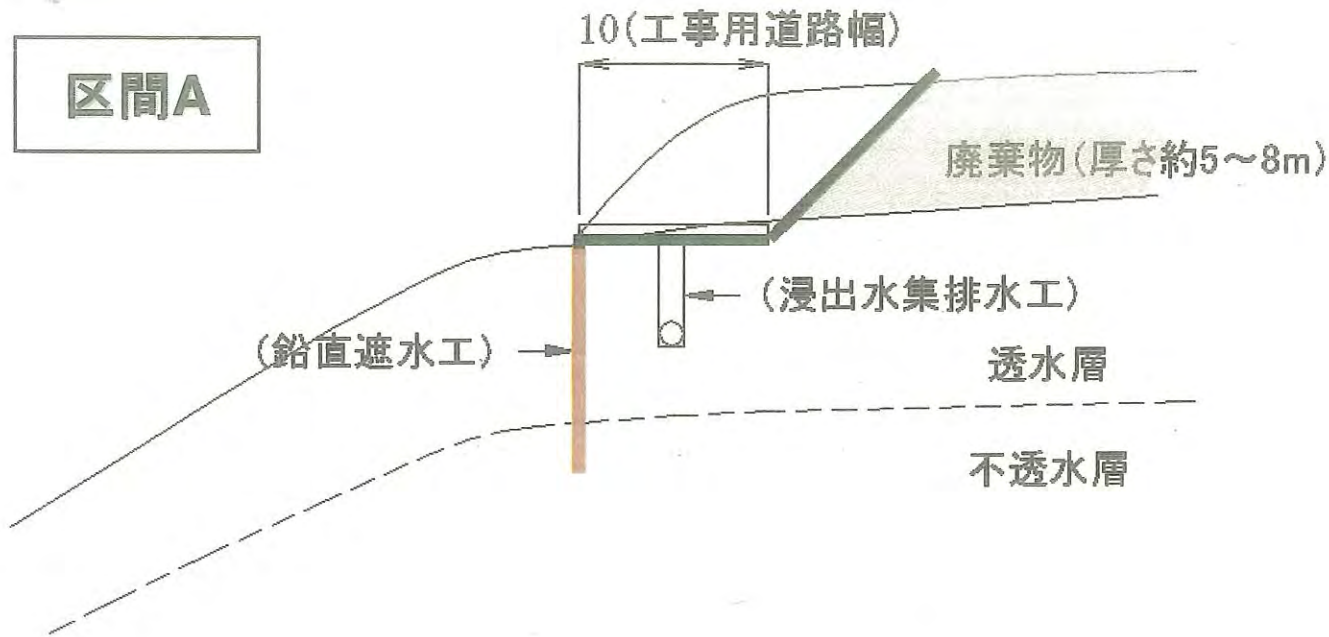 区間A
10(工事用道路幅)
廃棄物(厚さ約5～8m)
(浸出水集排水工)
(鉛直遮水工)
透水層
不透水層